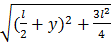 √((l/2 + y)² + 3l²/4)